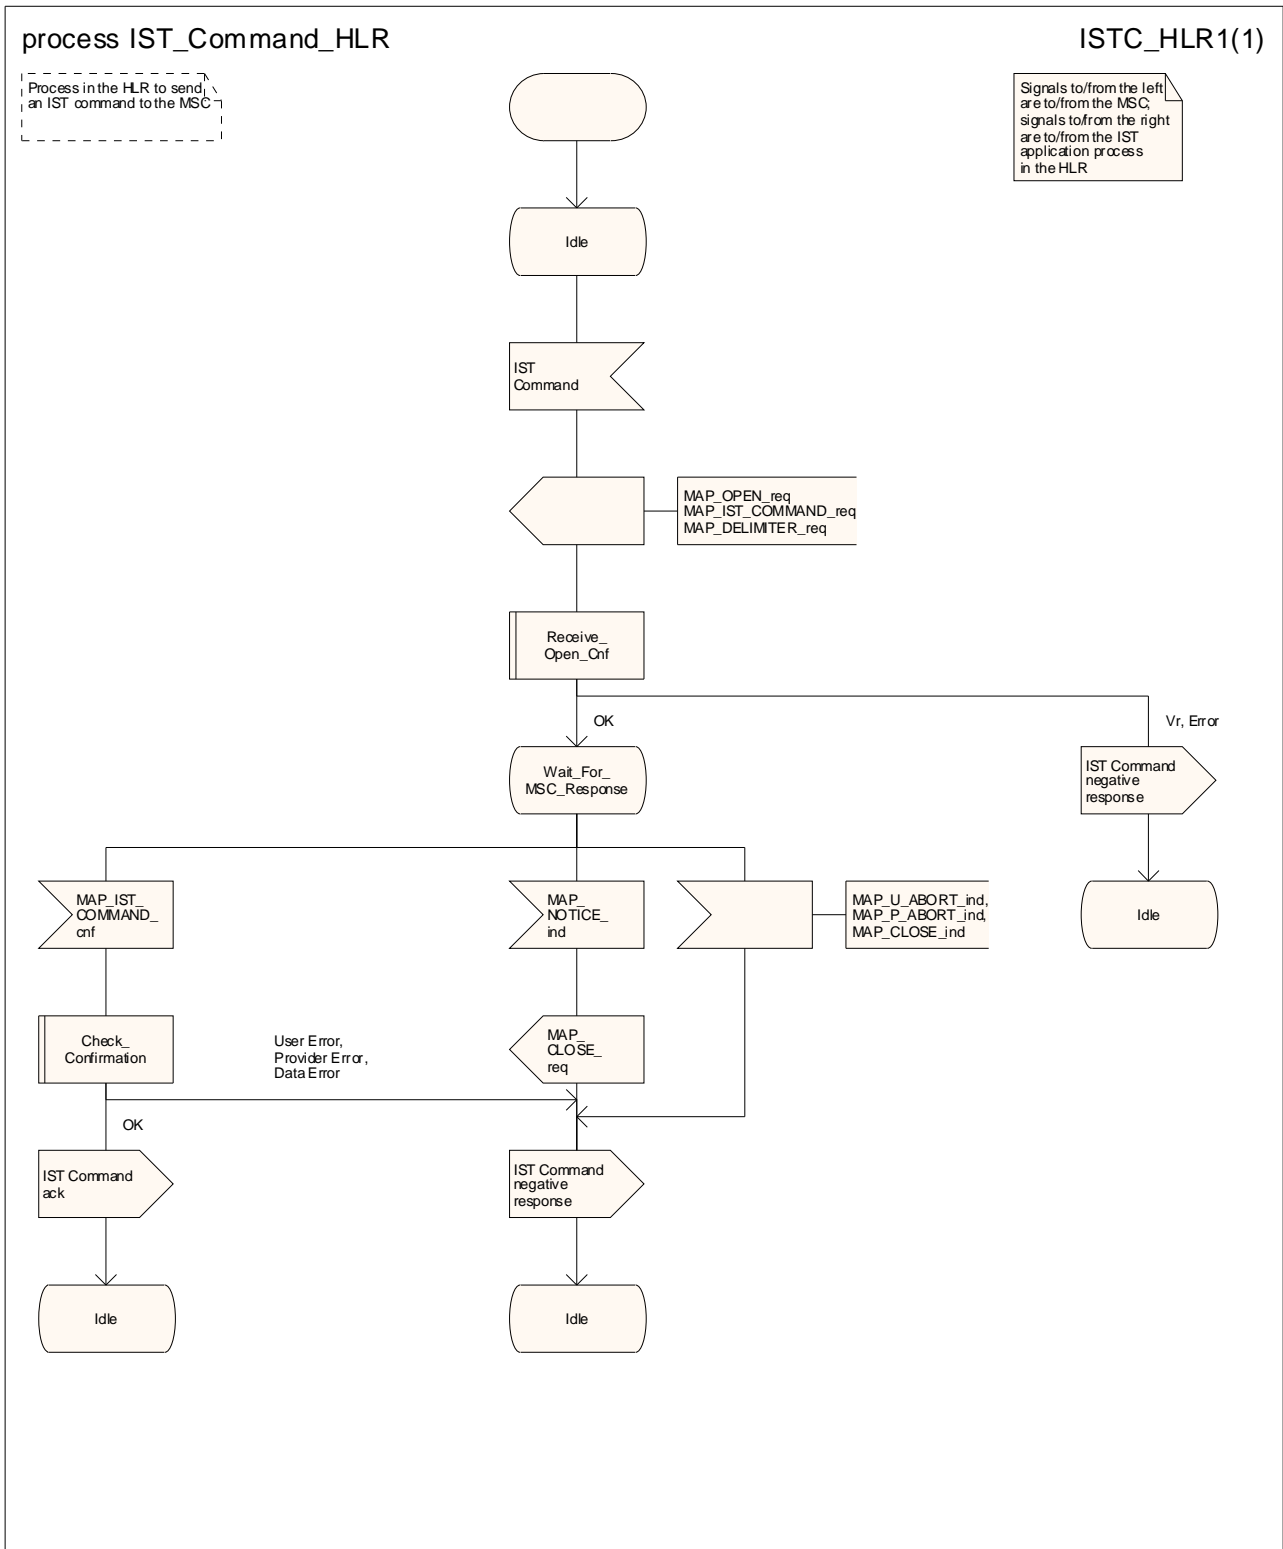 process IST_Command_HLR
ISTC_HLR1(1)
Process in the HLR to send
an IST command to the MSC
Signals to/from the left
are to/from the MSC;
signals to/from the right
are to/from the IST
application process
in the HLR
Idle
IST
Command
MAP_OPEN_req
MAP_IST_COMMAND_req
MAP_DELIMITER_req
Receive_
Open_Cnf
OK
Vr, Error
Wait_For_
MSC_Response
IST Command
negative
response
MAP_IST_
COMMAND_
cnf
MAP_
NOTICE_
ind
MAP_U_ABORT_ind,
MAP_P_ABORT_ind,
MAP_CLOSE_ind
Idle
Check_
Confirmation
User Error,
Provider Error,
Data Error
MAP_
CLOSE_
req
OK
IST Command
ack
IST Command
negative
response
Idle
Idle